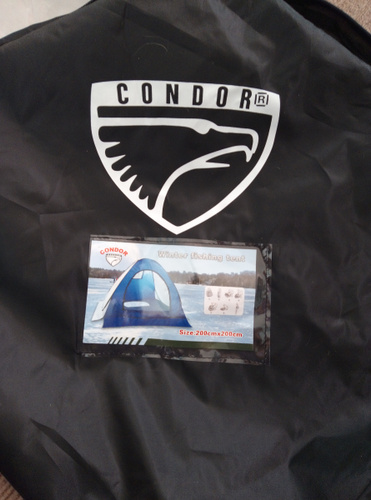 CONDOR®
CONDOR
Winter fishing tent
Size:200cmx200cm